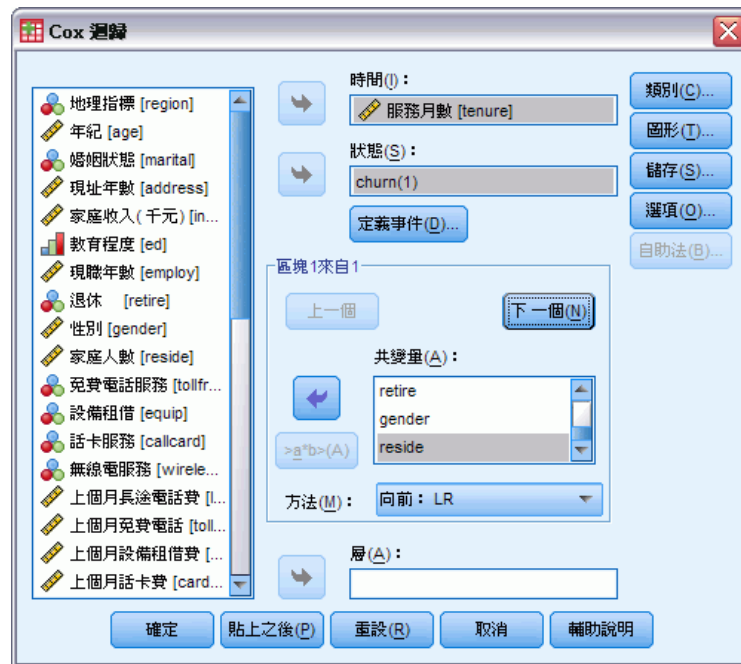 Cox 迴歸
地理指標 [region]
年紀 [age]
婚姻狀態 [marital]
現址年數 [address]
家庭收入(千元) [in...
教育程度 [ed]
現職年數 [employ]
退休 [retire]
性別 [gender]
家庭人數 [reside]
免費電話服務 [tollfr...
設備租借 [equip]
話卡服務 [callcard]
無線電服務 [wirele...
上個月長途電話費 [l...
上個月免費電話 [toll...
上個月設備租借費 [...
上個月話卡費 [card...
時間(I)：
服務月數 [tenure]
狀態(S)：
churn(1)
定義事件(D)...
區塊1來自1
上一個
下一個(N)
共變量(A)：
retire
gender
reside
>a*b>(A)
方法(M)：
向前：LR
層(A)：
類別(C)...
圖形(T)...
儲存(S)...
選項(O)...
自助法(B)...
確定
貼上之後(P)
重設(R)
取消
輔助說明